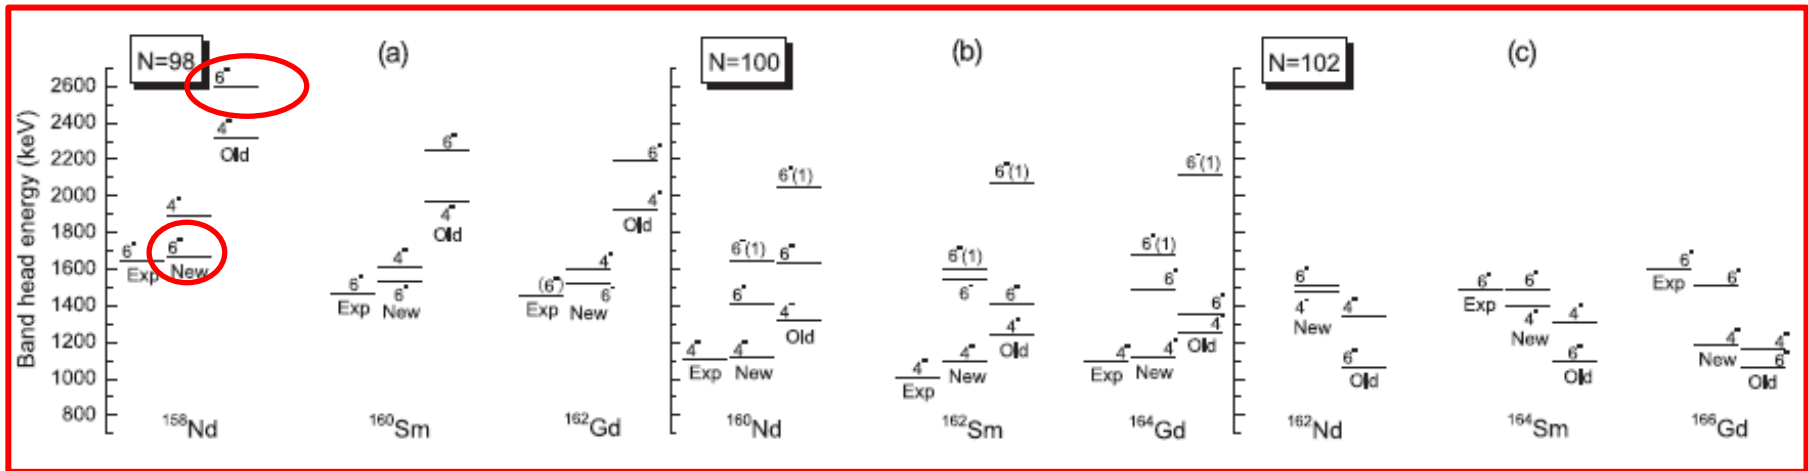 Band head energy (keV)
2600
2400
2200
2000
1800
1600
1400
1200
1000
800
N=98
(a)
6⁻
Exp
4⁻
6⁻
New
6⁻
4⁻
Old
¹⁵⁸Nd
6⁻
Exp
4⁻
6⁻
New
6⁻
4⁻
Old
¹⁶⁰Sm
(6⁻)
Exp
4⁻
6⁻
New
6⁻
4⁻
Old
¹⁶²Gd
N=100
(b)
4⁻
Exp
6⁻(1)
6⁻
4⁻
New
6⁻(1)
6⁻
4⁻
Old
¹⁶⁰Nd
4⁻
Exp
6⁻(1)
6⁻
4⁻
New
6⁻(1)
6⁻
4⁻
Old
¹⁶²Sm
4⁻
Exp
6⁻(1)
6⁻
4⁻
New
6⁻(1)
6⁻
4⁻
Old
¹⁶⁴Gd
N=102
(c)
6⁻
4⁻
New
4⁻
6⁻
Old
¹⁶²Nd
6⁻
Exp
6⁻
4⁻
New
4⁻
6⁻
Old
¹⁶⁴Sm
6⁻
Exp
6⁻
4⁻
New
4⁻
6⁻
Old
¹⁶⁶Gd